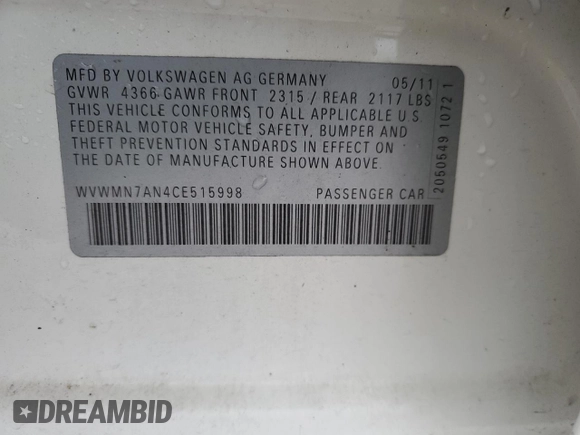 MFD BY VOLKSWAGEN AG GERMANY 05/11
GVWR 4366 GAWR FRONT 2315 / REAR 2117 LBS
THIS VEHICLE CONFORMS TO ALL APPLICABLE U.S.
FEDERAL MOTOR VEHICLE SAFETY, BUMPER AND
THEFT PREVENTION STANDARDS IN EFFECT ON
THE DATE OF MANUFACTURE SHOWN ABOVE.
WVWMN7AN4CE515998 PASSENGER CAR
2050549 1072 1
DREAMBID